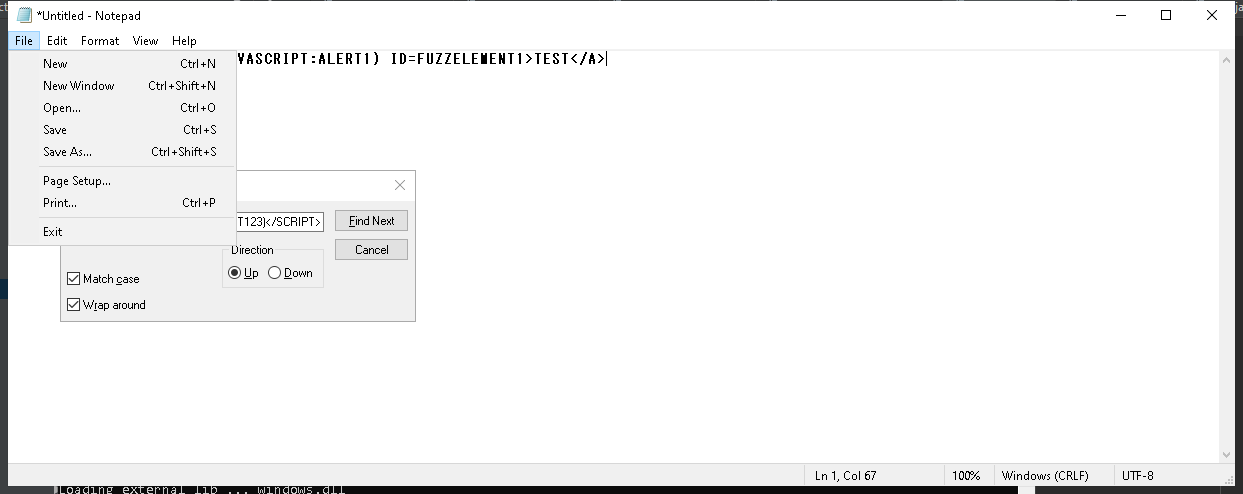 *Untitled - Notepad
File Edit Format View Help
VASCRIPT:ALERT1) ID=FUZZELEMENT1>TEST</A>
New Ctrl+N
New Window Ctrl+Shift+N
Open... Ctrl+O
Save Ctrl+S
Save As... Ctrl+Shift+S
Page Setup...
Print... Ctrl+P
Exit
T123)</SCRIPT>
Find Next
Direction
Cancel
Up Down
Match case
Wrap around
Ln 1, Col 67 100% Windows (CRLF) UTF-8
Loading external lib ... windows.dll